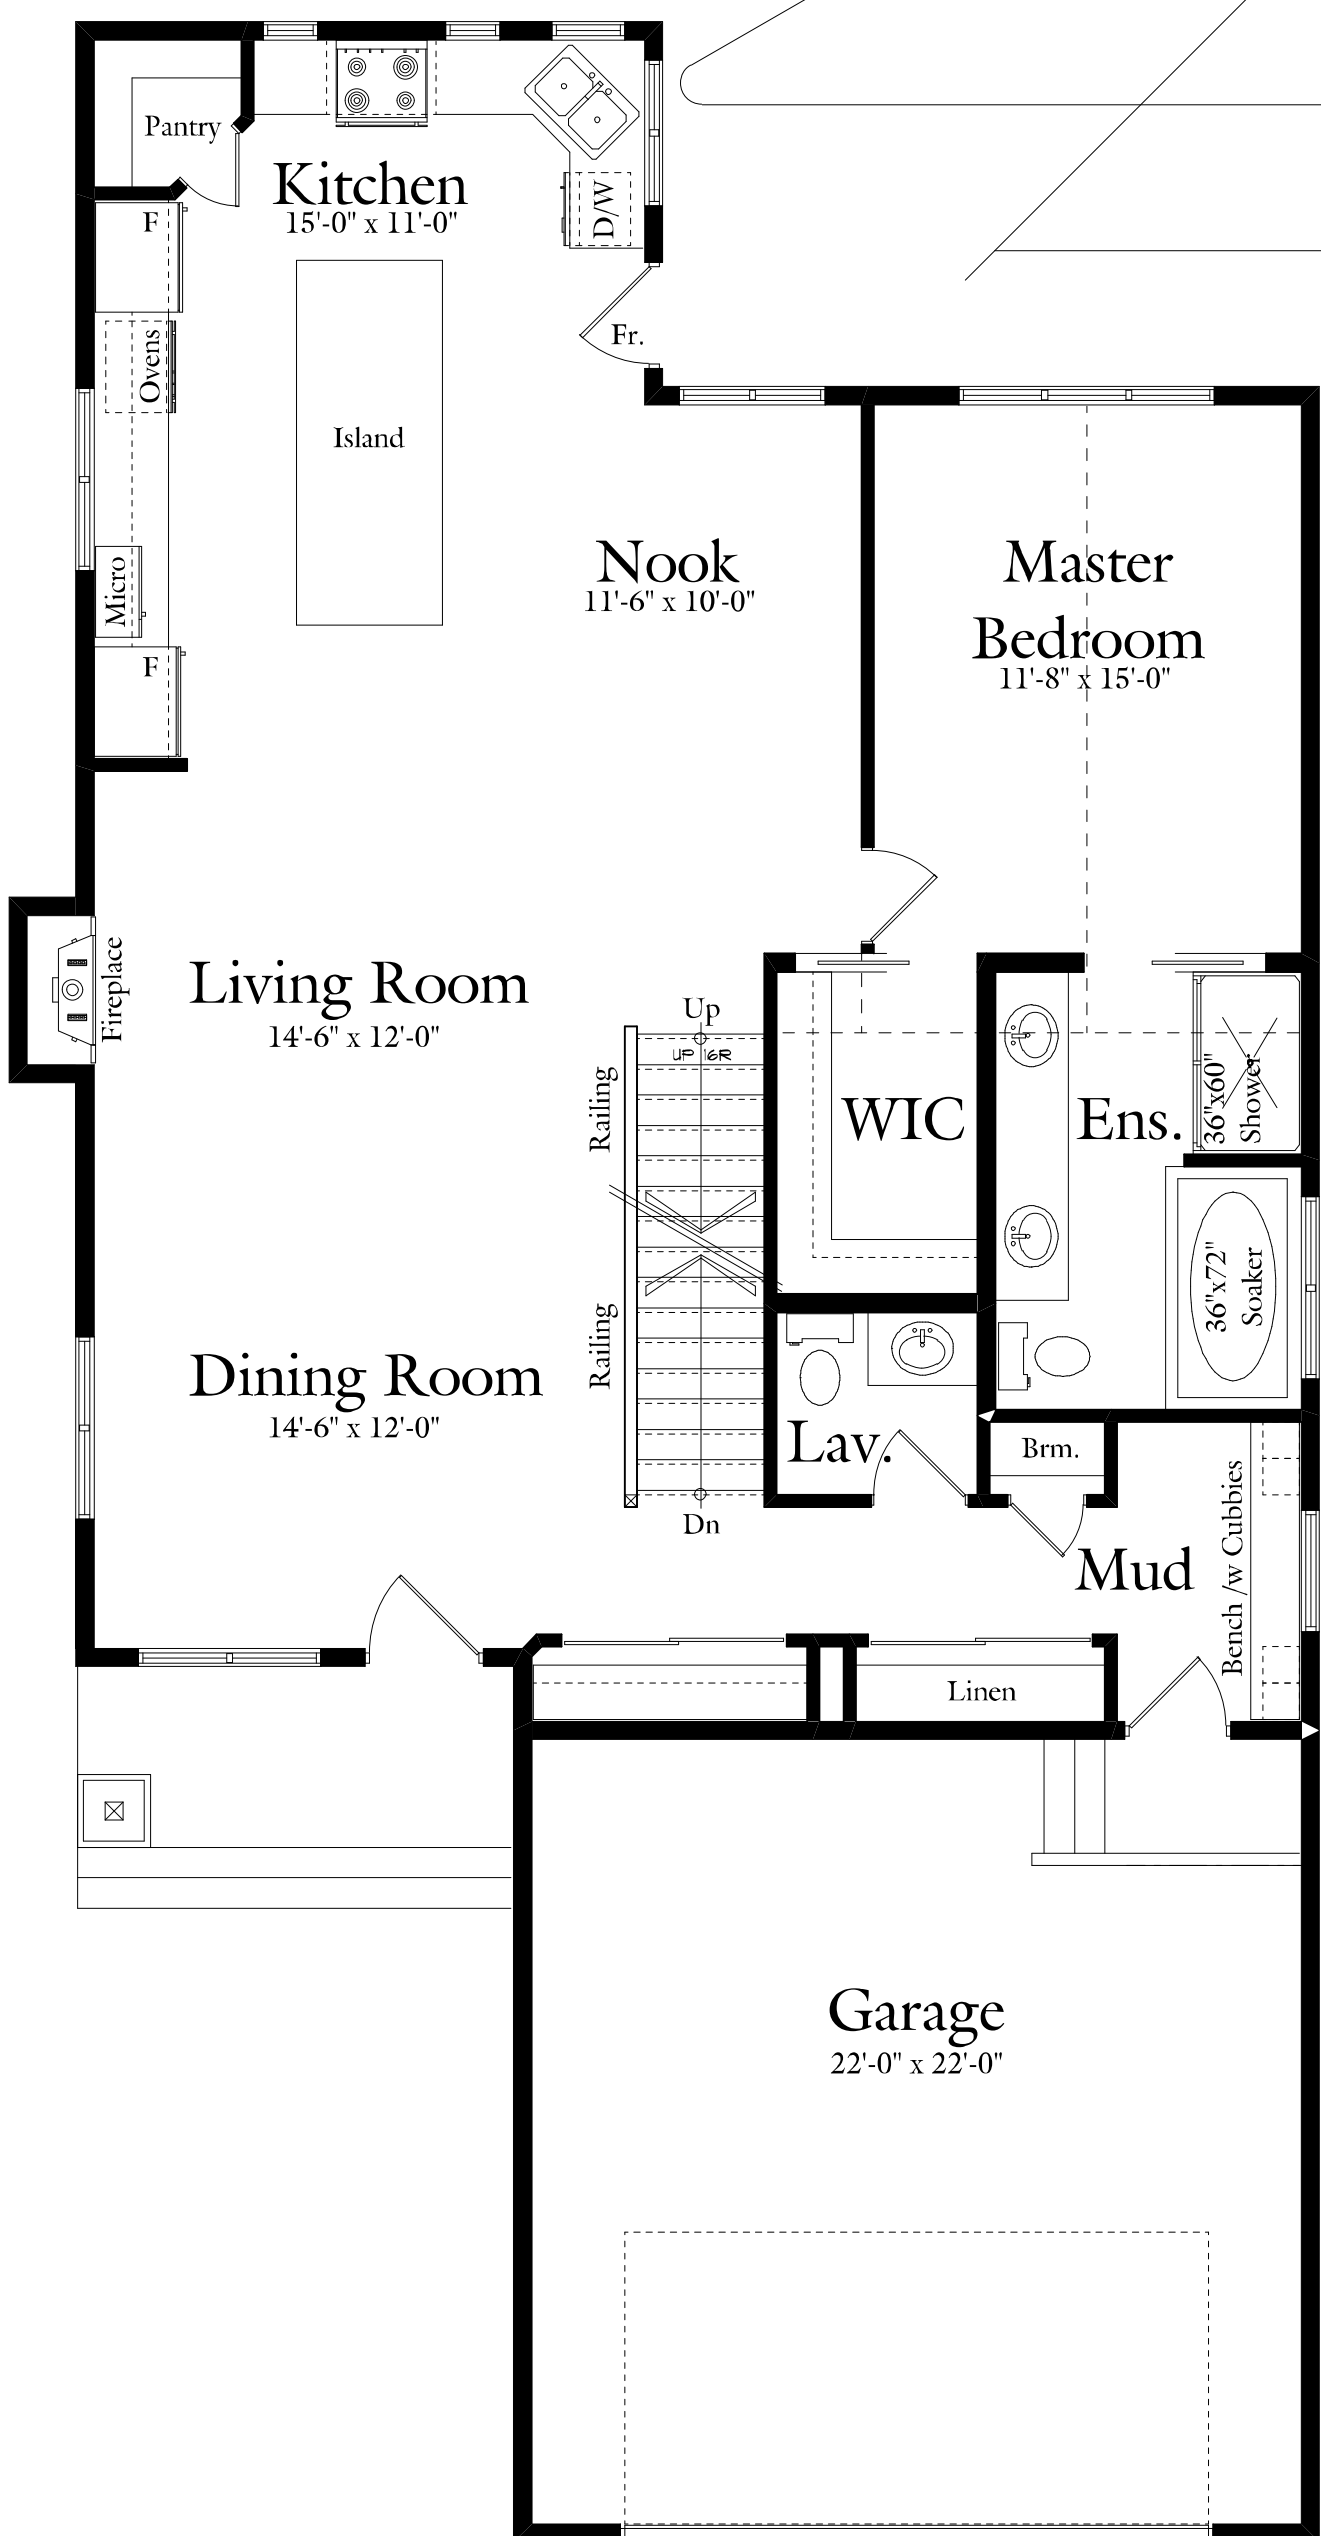 Pantry
Kitchen
15'-0" x 11'-0"
D/W
F
Fr.
Ovens
Island
Micro
F
Nook
11'-6" x 10'-0"
Master
Bedroom
11'-8" x 15'-0"
Fireplace
Living Room
14'-6" x 12'-0"
Up
UP 16R
Railing
WIC
Ens.
36"x60"
Shower
36"x72"
Soaker
Railing
Dining Room
14'-6" x 12'-0"
Lav.
Brm.
Dn
Mud
Bench /w Cubbies
Linen
Garage
22'-0" x 22'-0"